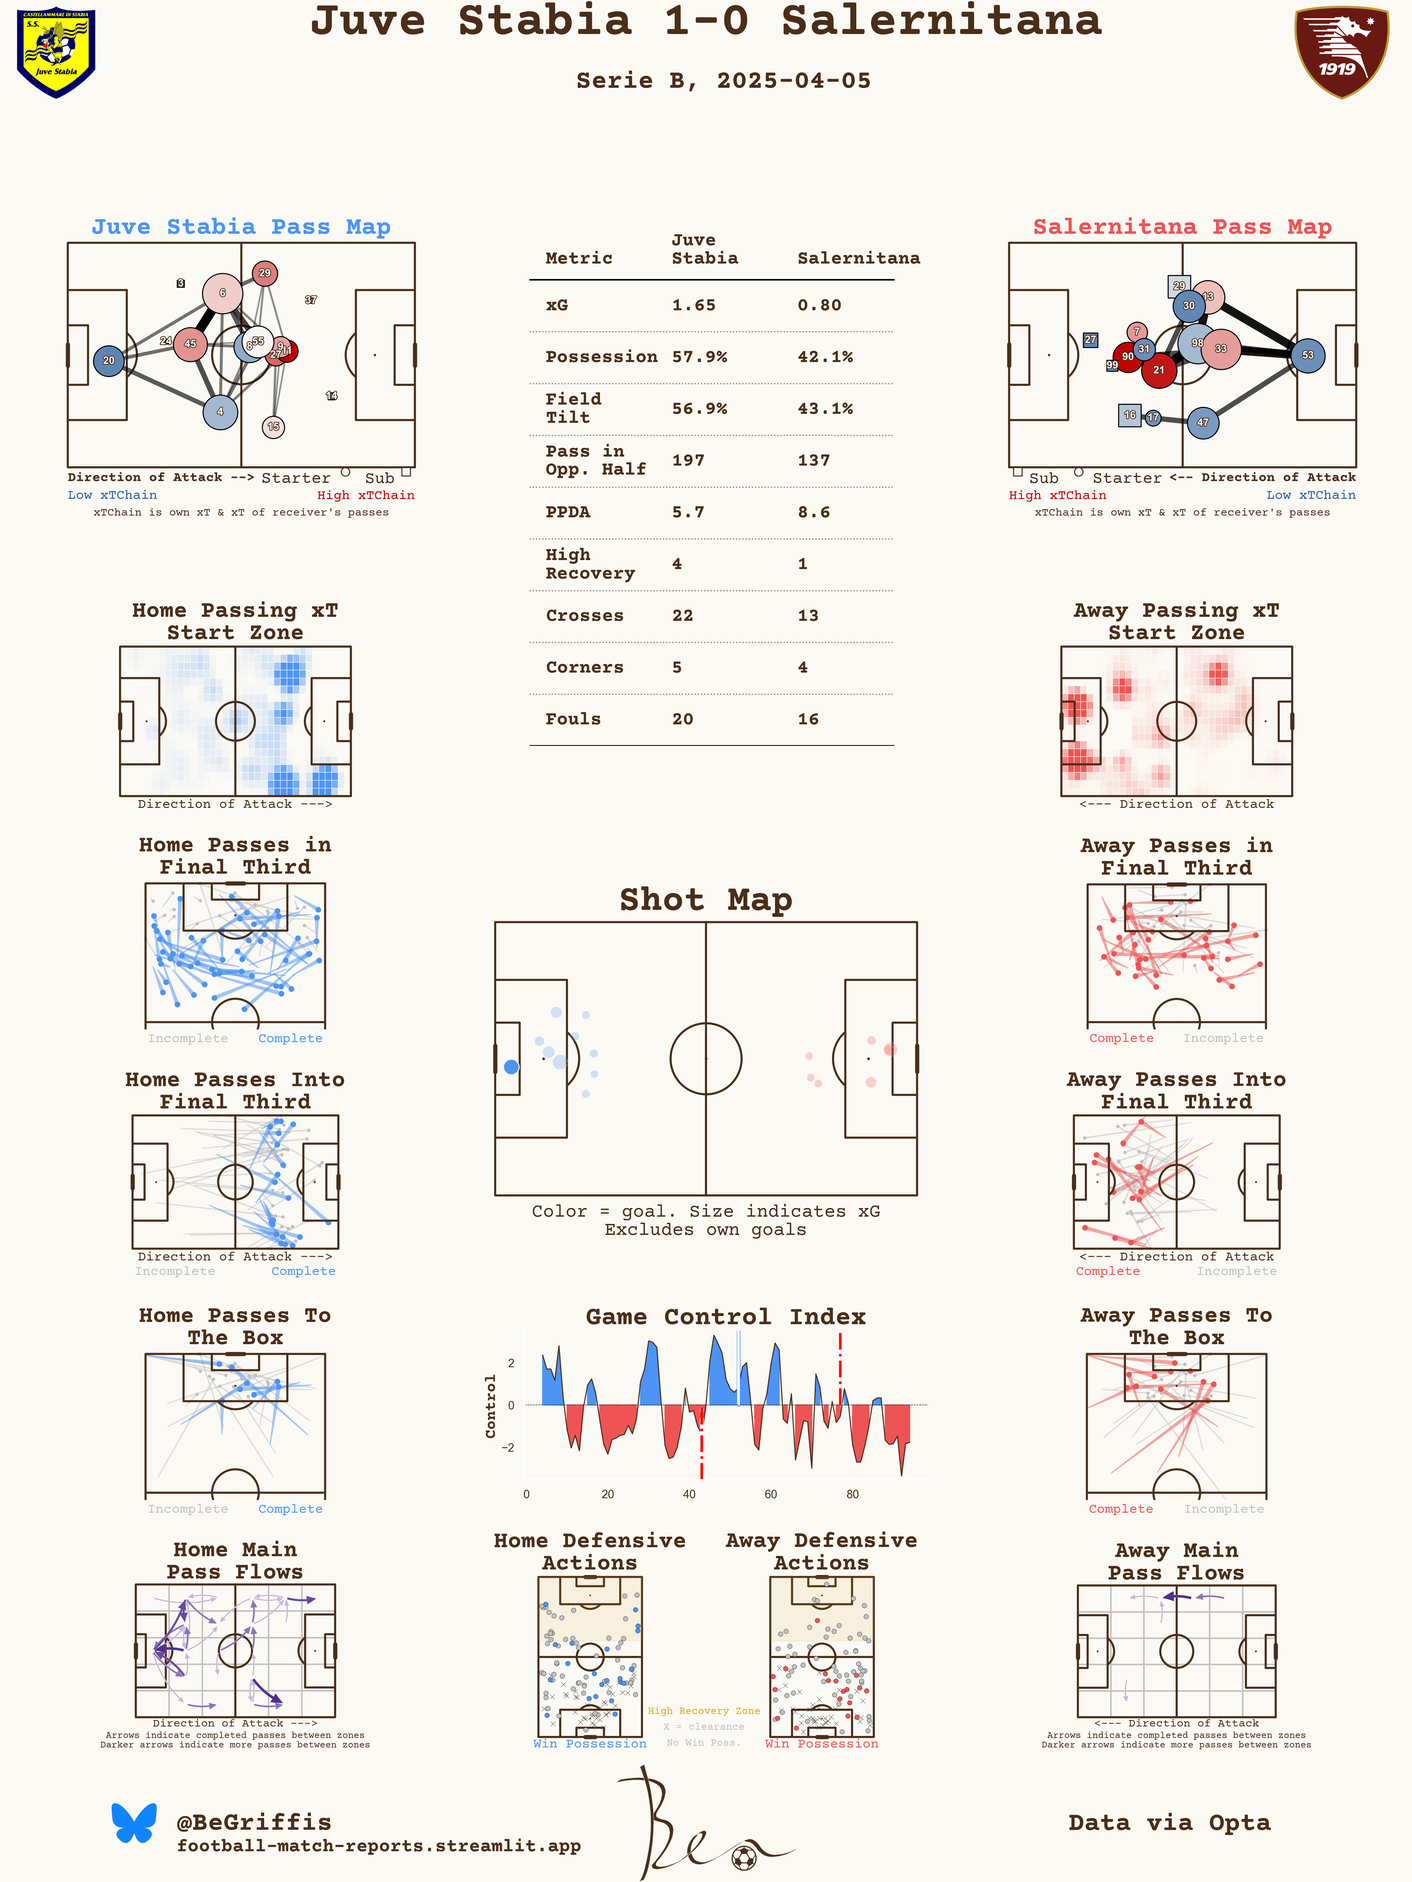 Juve Stabia 1-0 Salernitana
Serie B, 2025-04-05
CASTELLAMMARE DI STABIA
S.S.
Juve Stabia
1919
Juve Stabia Pass Map
3
29
6
37
24
45
8
55
9
27
11
20
14
4
15
Direction of Attack --> Starter Sub
Low xTChain High xTChain
xTChain is own xT & xT of receiver's passes
Metric Juve Stabia Salernitana
xG 1.65 0.80
Possession 57.9% 42.1%
Field Tilt 56.9% 43.1%
Pass in Opp. Half 197 137
PPDA 5.7 8.6
High Recovery 4 1
Crosses 22 13
Corners 5 4
Fouls 20 16
Salernitana Pass Map
29
13
30
7
27
98
31
33
90
53
99
21
16
17
47
Sub Starter <-- Direction of Attack
High xTChain Low xTChain
xTChain is own xT & xT of receiver's passes
Home Passing xT
Start Zone
Direction of Attack --->
Away Passing xT
Start Zone
<--- Direction of Attack
Home Passes in
Final Third
Incomplete Complete
Away Passes in
Final Third
Complete Incomplete
Shot Map
Color = goal. Size indicates xG
Excludes own goals
Home Passes Into
Final Third
Direction of Attack --->
Incomplete Complete
Away Passes Into
Final Third
<--- Direction of Attack
Complete Incomplete
Home Passes To
The Box
Incomplete Complete
Game Control Index
Control
2
0
−2
0 20 40 60 80
Away Passes To
The Box
Complete Incomplete
Home Main
Pass Flows
Direction of Attack --->
Arrows indicate completed passes between zones
Darker arrows indicate more passes between zones
Home Defensive
Actions
Win Possession
Away Defensive
Actions
Win Possession
High Recovery Zone
X = clearance
No Win Poss.
Away Main
Pass Flows
<--- Direction of Attack
Arrows indicate completed passes between zones
Darker arrows indicate more passes between zones
@BeGriffis
football-match-reports.streamlit.app
Ben
Data via Opta